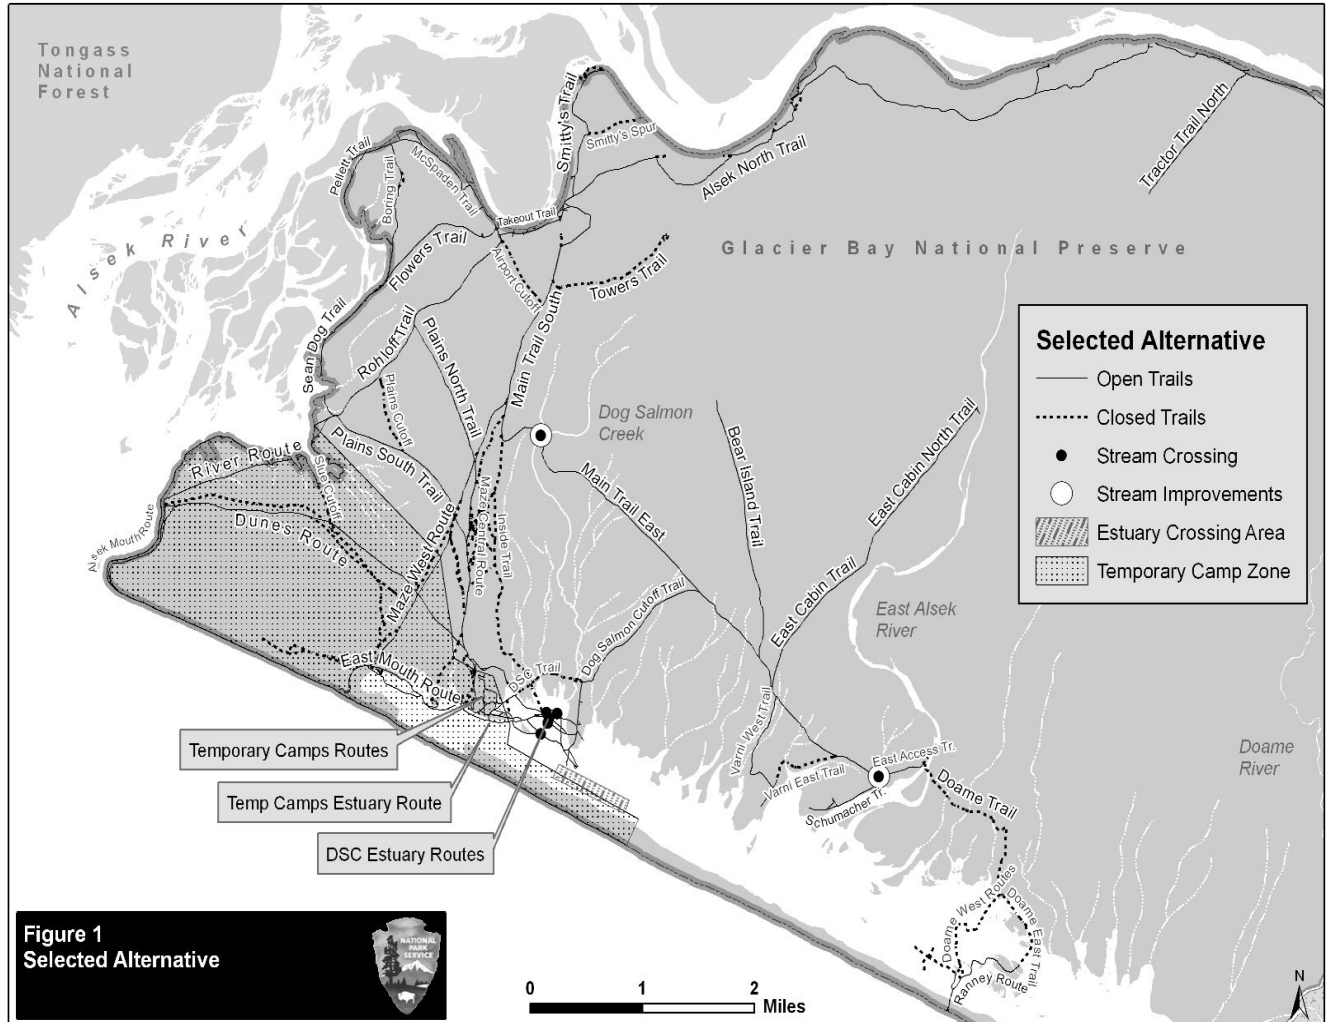 Tongass
National
Forest
Smitty's Trail
Smitty's Spur
Pellett Trail
Boring Trail
McSpaden Trail
Takeout Trail
Alsek North Trail
Tractor Trail North
Alsek River
Flowers Trail
Airport Cutoff
Towers Trail
Glacier Bay National Preserve
Sean Dog Trail
Rohloff Trail
Plains North Trail
Main Trail South
Plains Cutoff
Selected Alternative
Open Trails
Closed Trails
Stream Crossing
Stream Improvements
Estuary Crossing Area
Temporary Camp Zone
Dog Salmon
Creek
River Route
Plains South Trail
Slue Cutoff
Dunes Route
Alsek Mouth Route
Maze West Route
Maze Central Route
Inside Trail
Main Trail East
Bear Island Trail
East Cabin North Trail
East Cabin Trail
East Alsek
River
Dog Salmon Cutoff Trail
DSC Trail
East Mouth Route
Varni West Trail
Varni East Trail
East Access Tr.
Schumacher Tr.
Doame Trail
Doame
River
Temporary Camps Routes
Temp Camps Estuary Route
DSC Estuary Routes
Doame West Routes
Doame East Trail
Ranney Route
Figure 1
Selected Alternative
NATIONAL
PARK
SERVICE
0 1 2
Miles
N